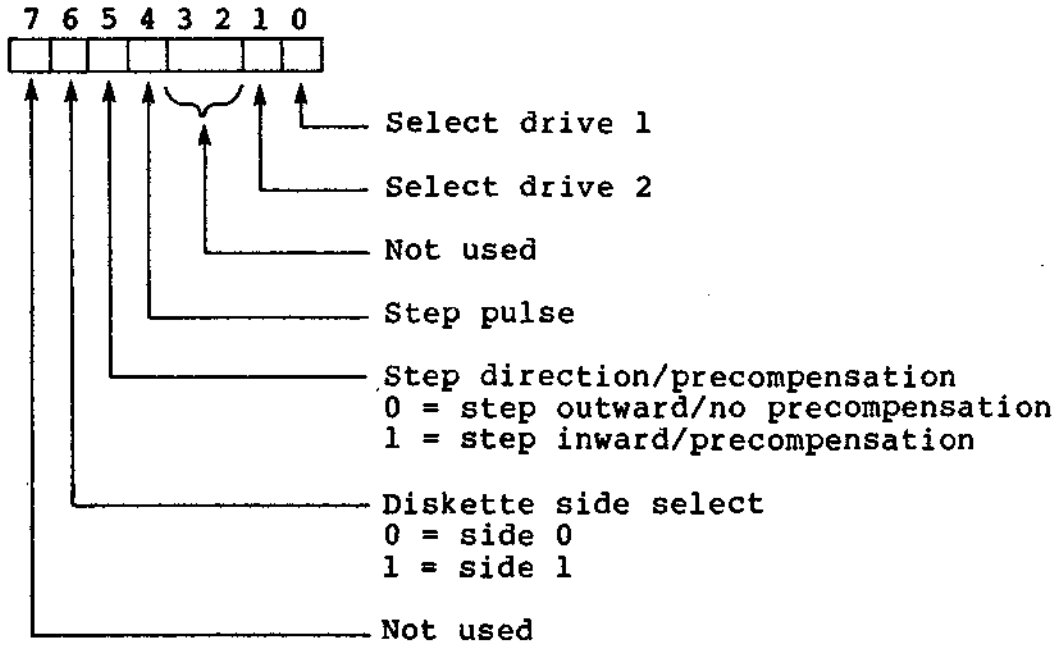 7 6 5 4 3 2 1 0
Select drive 1
Select drive 2
Not used
Step pulse
Step direction/precompensation
0 = step outward/no precompensation
1 = step inward/precompensation
Diskette side select
0 = side 0
1 = side 1
Not used